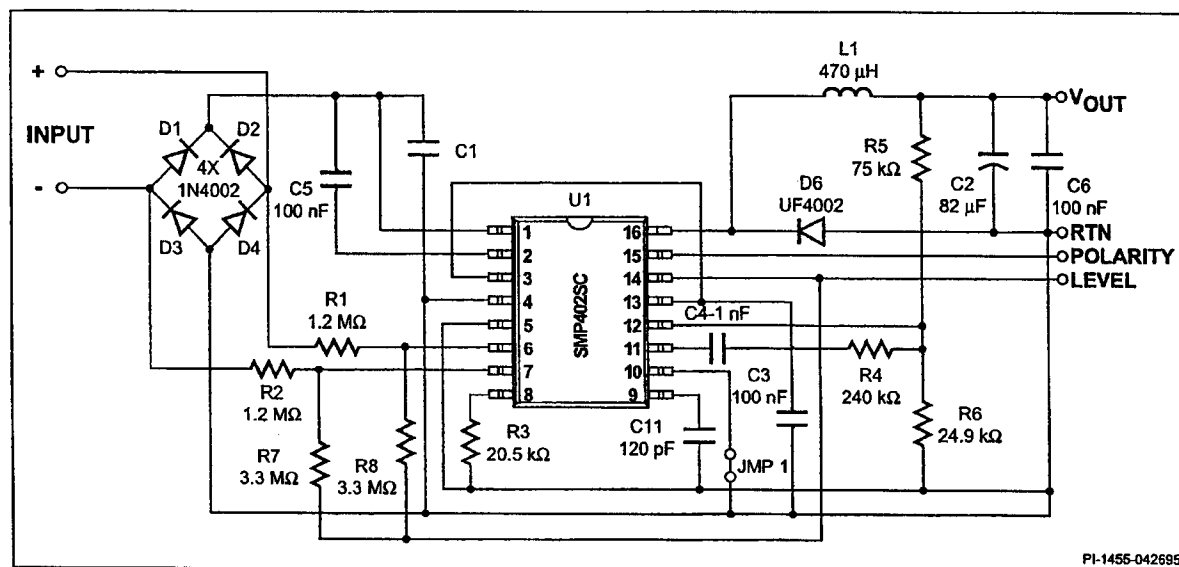 L1
470 µH
+
VOUT
INPUT
D1
D2
4X
1N4002
C1
R5
75 kΩ
C5
100 nF
D6
UF4002
C2
82 µF
C6
100 nF
U1
-
D3
D4
1
16
RTN
2
15
POLARITY
3
14
LEVEL
4
13
R1
1.2 MΩ
SMP402SC
C4-1 nF
5
12
6
11
R2
1.2 MΩ
7
10
C3
100 nF
R4
240 kΩ
8
9
R3
20.5 kΩ
C11
120 pF
R6
24.9 kΩ
R7
3.3 MΩ
R8
3.3 MΩ
JMP 1
PI-1455-042695